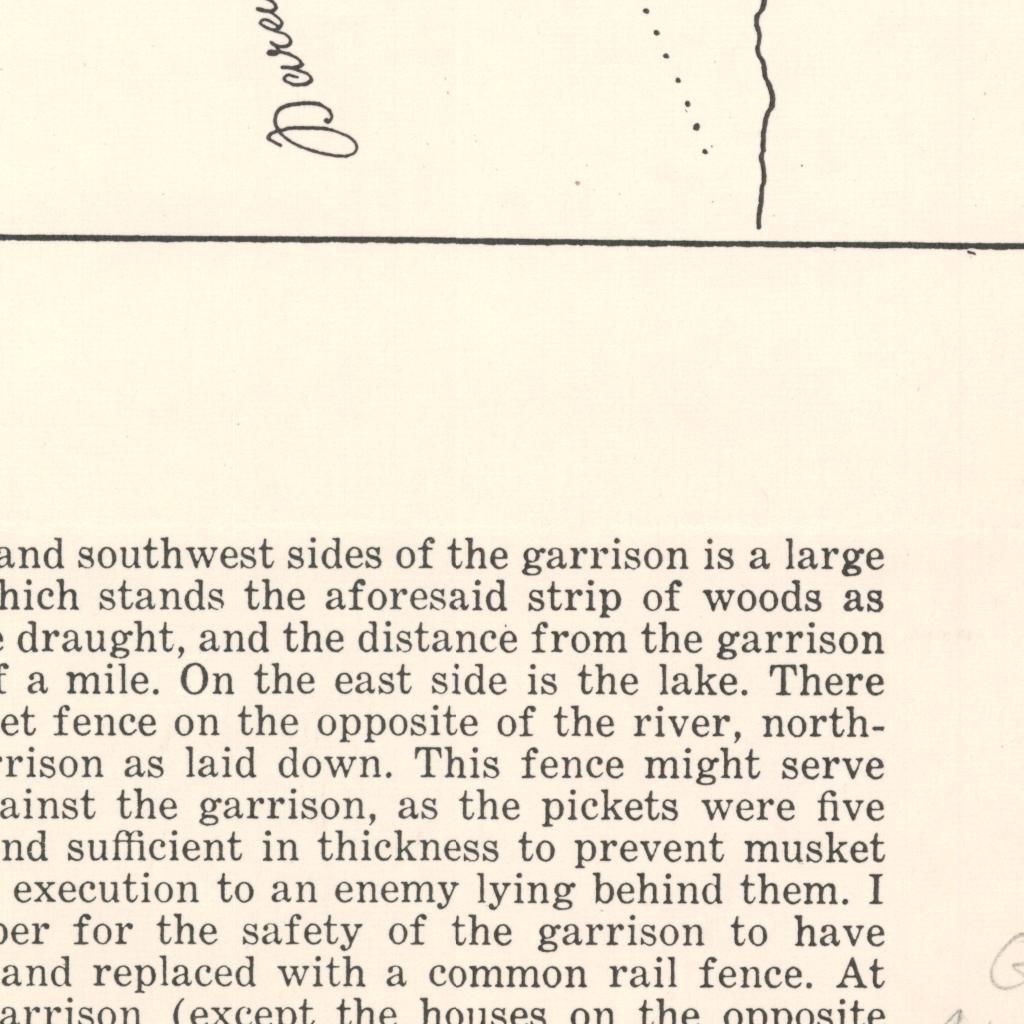 and southwest sides of the garrison is a large
hich stands the aforesaid strip of woods as
draught, and the distance from the garrison
a mile. On the east side is the lake. There
et fence on the opposite of the river, north-
rrison as laid down. This fence might serve
ainst the garrison, as the pickets were five
nd sufficient in thickness to prevent musket
execution to an enemy lying behind them. I
per for the safety of the garrison to have
and replaced with a common rail fence. At
arrison (except the houses on the opposite